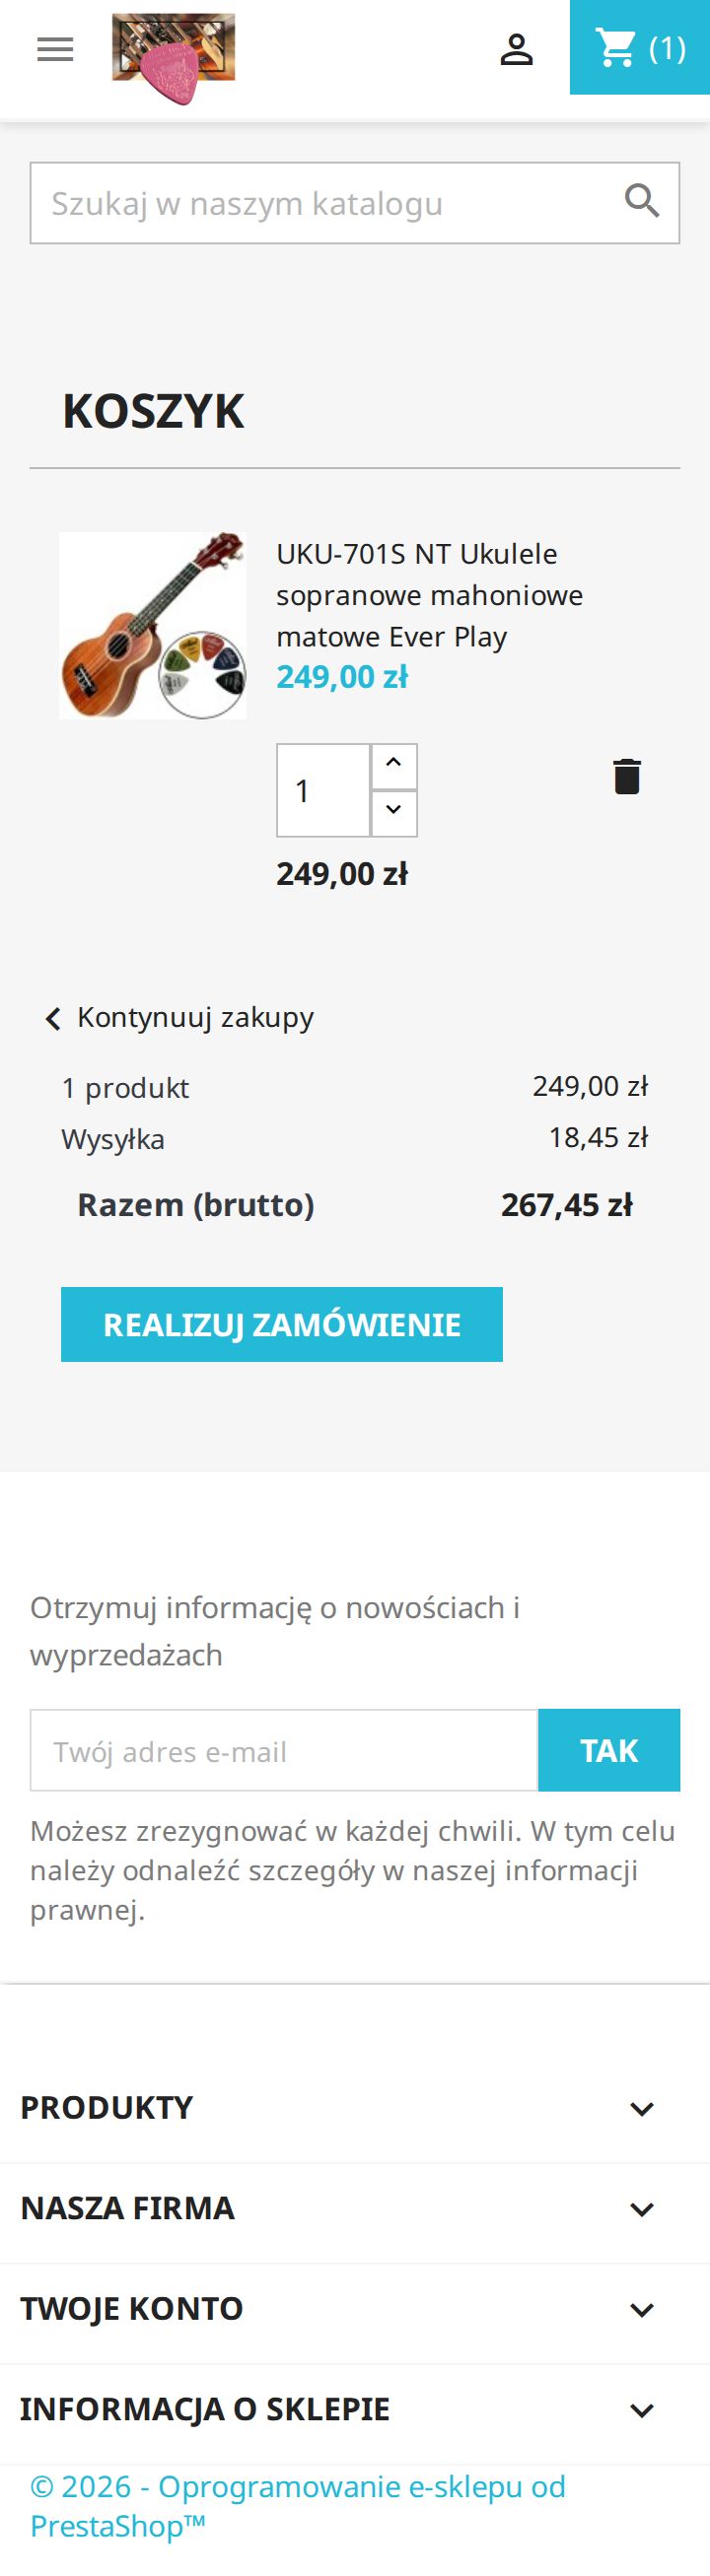 (1)
Szukaj w naszym katalogu
KOSZYK
UKU-701S NT Ukulele
sopranowe mahoniowe
matowe Ever Play
249,00 zł
1
249,00 zł
Kontynuuj zakupy
1 produkt 249,00 zł
Wysyłka 18,45 zł
Razem (brutto) 267,45 zł
REALIZUJ ZAMÓWIENIE
Otrzymuj informację o nowościach i
wyprzedażach
Twój adres e-mail
TAK
Możesz zrezygnować w każdej chwili. W tym celu
należy odnaleźć szczegóły w naszej informacji
prawnej.
PRODUKTY
NASZA FIRMA
TWOJE KONTO
INFORMACJA O SKLEPIE
© 2026 - Oprogramowanie e-sklepu od
PrestaShop™